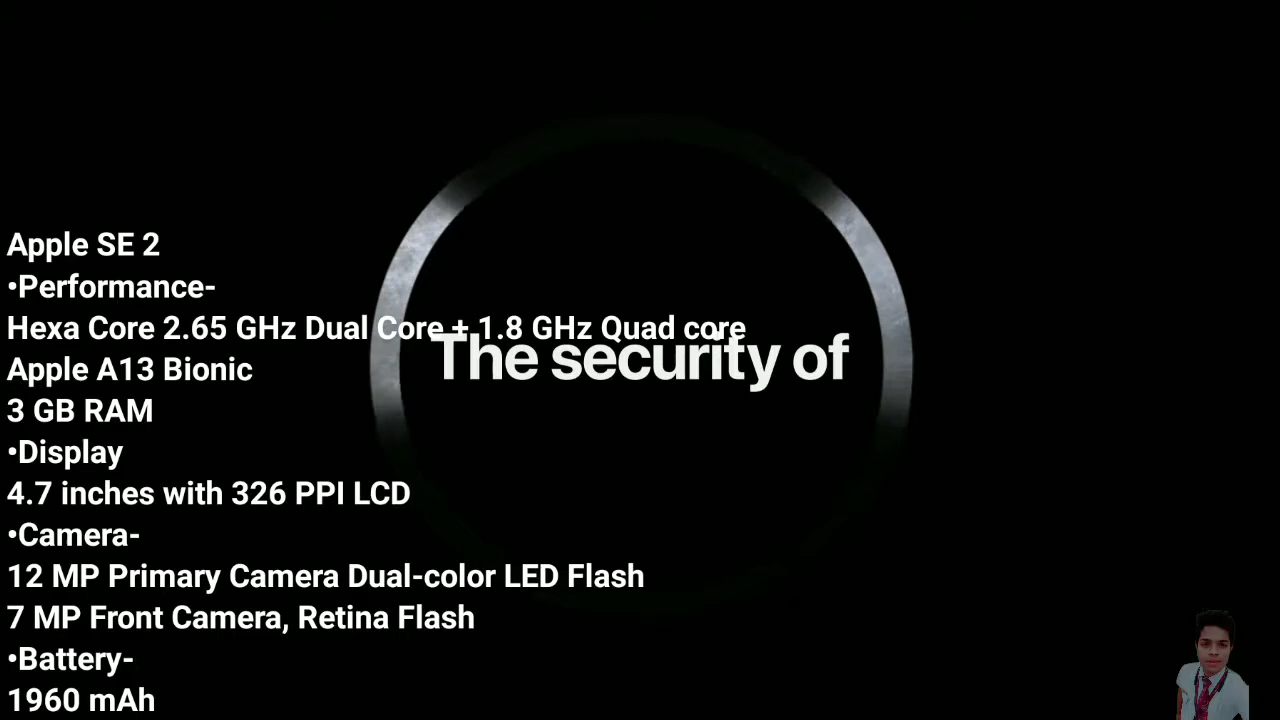 Apple SE 2
•Performance-
Hexa Core 2.65 GHz Dual Core + 1.8 GHz Quad core
The security of
Apple A13 Bionic
3 GB RAM
•Display
4.7 inches with 326 PPI LCD
•Camera-
12 MP Primary Camera Dual-color LED Flash
7 MP Front Camera, Retina Flash
•Battery-
1960 mAh